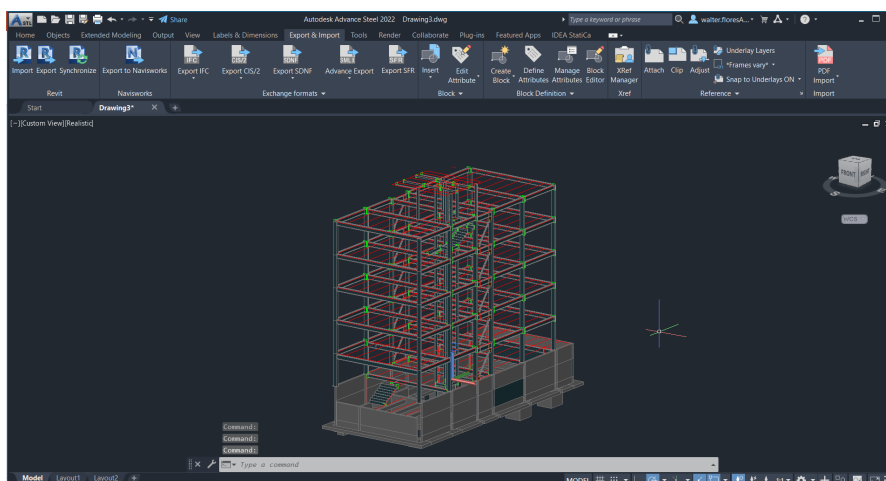 Share
Autodesk Advance Steel 2022 Drawing3.dwg
Type a keyword or phrase
walter.floresA...
Home Objects Extended Modeling Output View Labels & Dimensions Export & Import Tools Render Collaborate Plug-ins Featured Apps IDEA StatiCa
Import Export Synchronize Export to Navisworks Export IFC Export CIS/2 Export SDNF Advance Export Export SFR Insert Edit Attribute Create Block Define Attributes Manage Attributes Block Editor XRef Manager Attach Clip Adjust
Underlay Layers
*Frames vary*
Snap to Underlays ON
PDF Import
Revit Navisworks Exchange formats Block Block Definition Xref Reference Import
Start Drawing3* +
[-][Custom View][Realistic]
FRONT
WCS
Command:
Command:
Command:
Type a command
Model Layout1 Layout2 +
MODEL